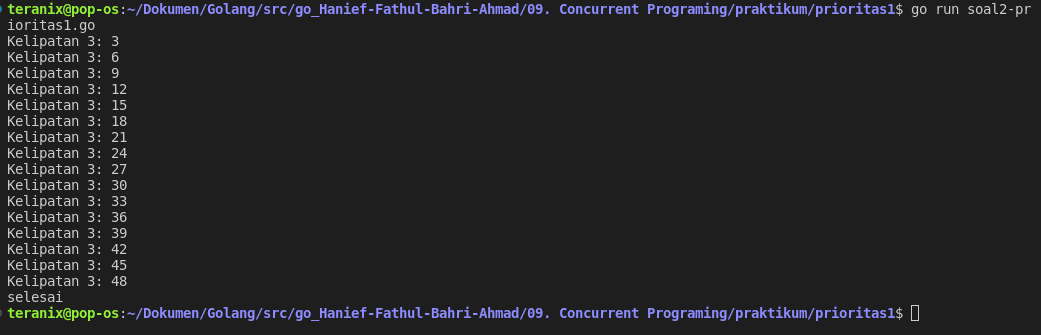 teranix@pop-os:~/Dokumen/Golang/src/go_Hanief-Fathul-Bahri-Ahmad/09. Concurrent Programing/praktikum/prioritas1$ go run soal2-pr
ioritas1.go
Kelipatan 3: 3
Kelipatan 3: 6
Kelipatan 3: 9
Kelipatan 3: 12
Kelipatan 3: 15
Kelipatan 3: 18
Kelipatan 3: 21
Kelipatan 3: 24
Kelipatan 3: 27
Kelipatan 3: 30
Kelipatan 3: 33
Kelipatan 3: 36
Kelipatan 3: 39
Kelipatan 3: 42
Kelipatan 3: 45
Kelipatan 3: 48
selesai
teranix@pop-os:~/Dokumen/Golang/src/go_Hanief-Fathul-Bahri-Ahmad/09. Concurrent Programing/praktikum/prioritas1$